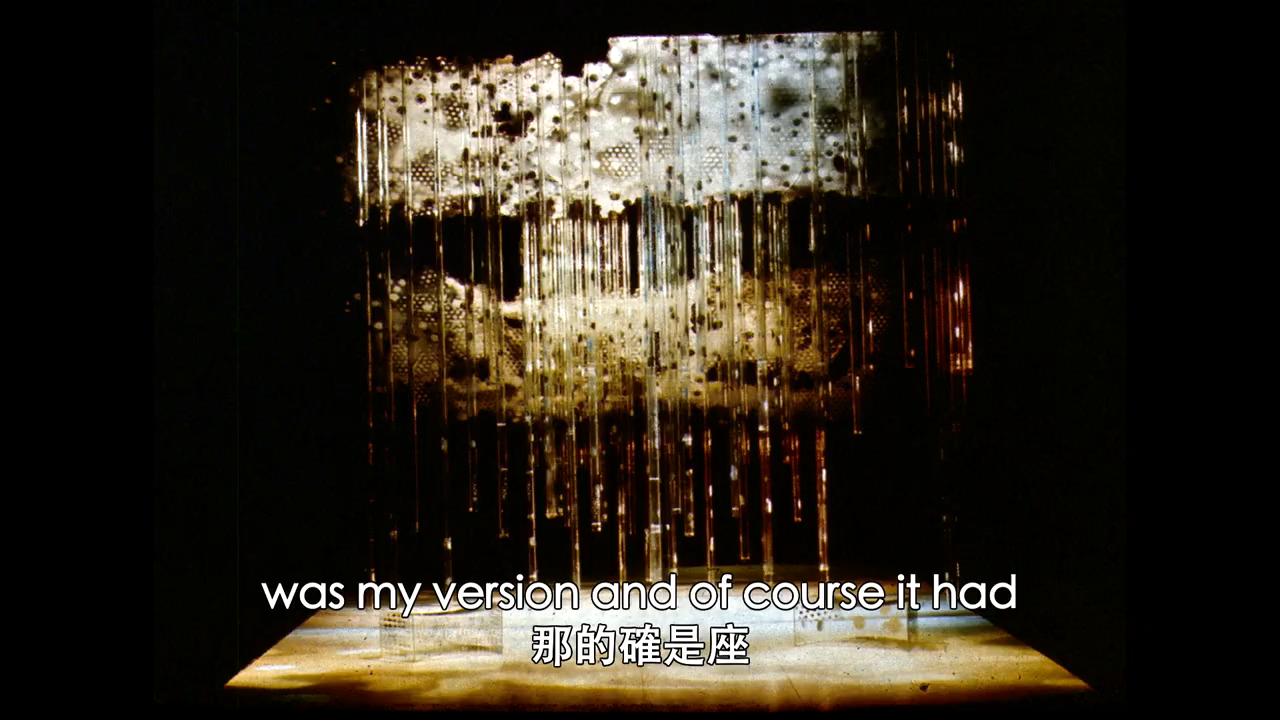 was my version and of course it had
那的確是座